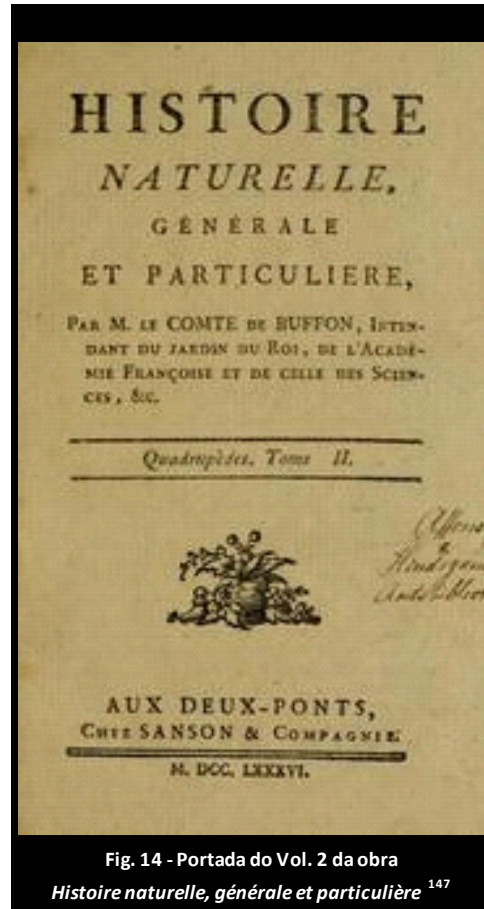 HISTOIRE
NATURELLE,
GÉNÉRALE
ET PARTICULIERE,
PAR M. LE COMTE DE BUFFON, INTEN-
DANT DU JARDIN DU ROI, DE L'ACADÉ-
MIE FRANÇOISE ET DE CELLE DES SCIEN-
CES, &c.
Quadrupèdes. Tome II.
AUX DEUX-PONTS,
CHEZ SANSON & COMPAGNIE.
M. DCC. LXXXVI.
Fig. 14 - Portada do Vol. 2 da obra
Histoire naturelle, générale et particulière 147